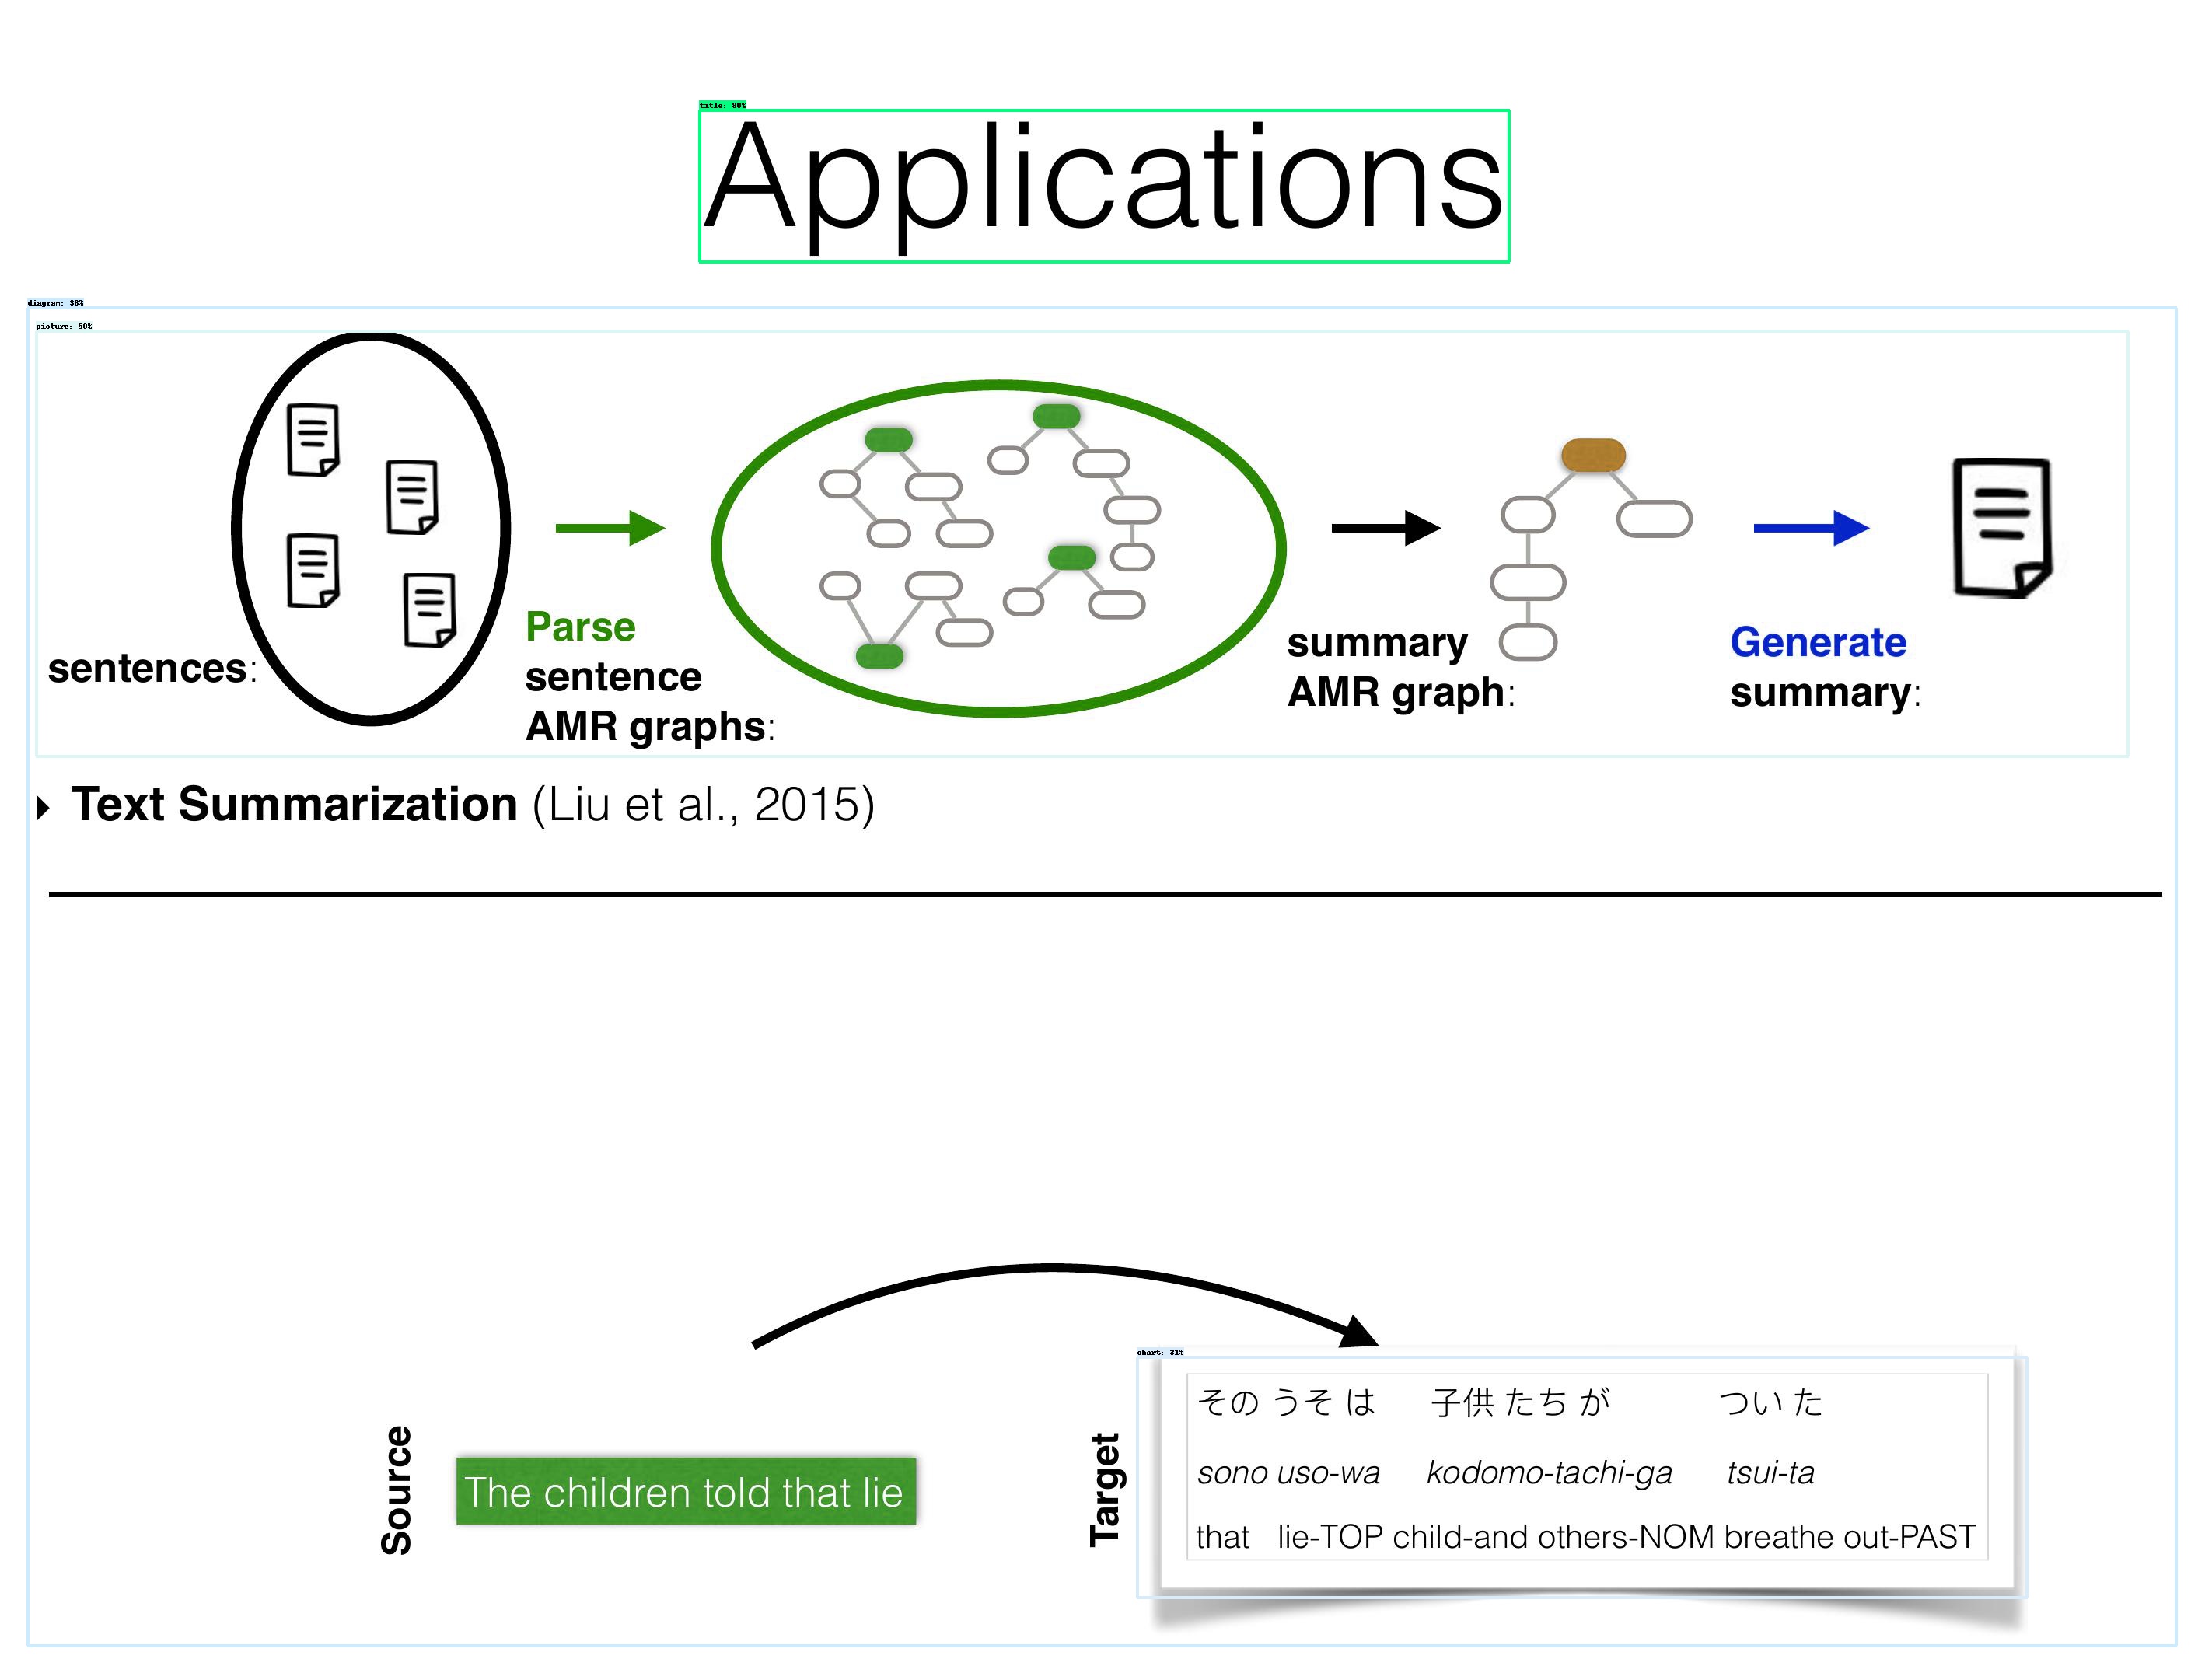 title: 80%
Applications
diagram: 38%
picture: 50%
sentences:
Parse
sentence
AMR graphs:
summary
AMR graph:
Generate
summary:
‣ Text Summarization (Liu et al., 2015)
Source
The children told that lie
Target
chart: 31%
その うそ は 子供 たち が つい た
sono uso-wa kodomo-tachi-ga tsui-ta
that lie-TOP child-and others-NOM breathe out-PAST